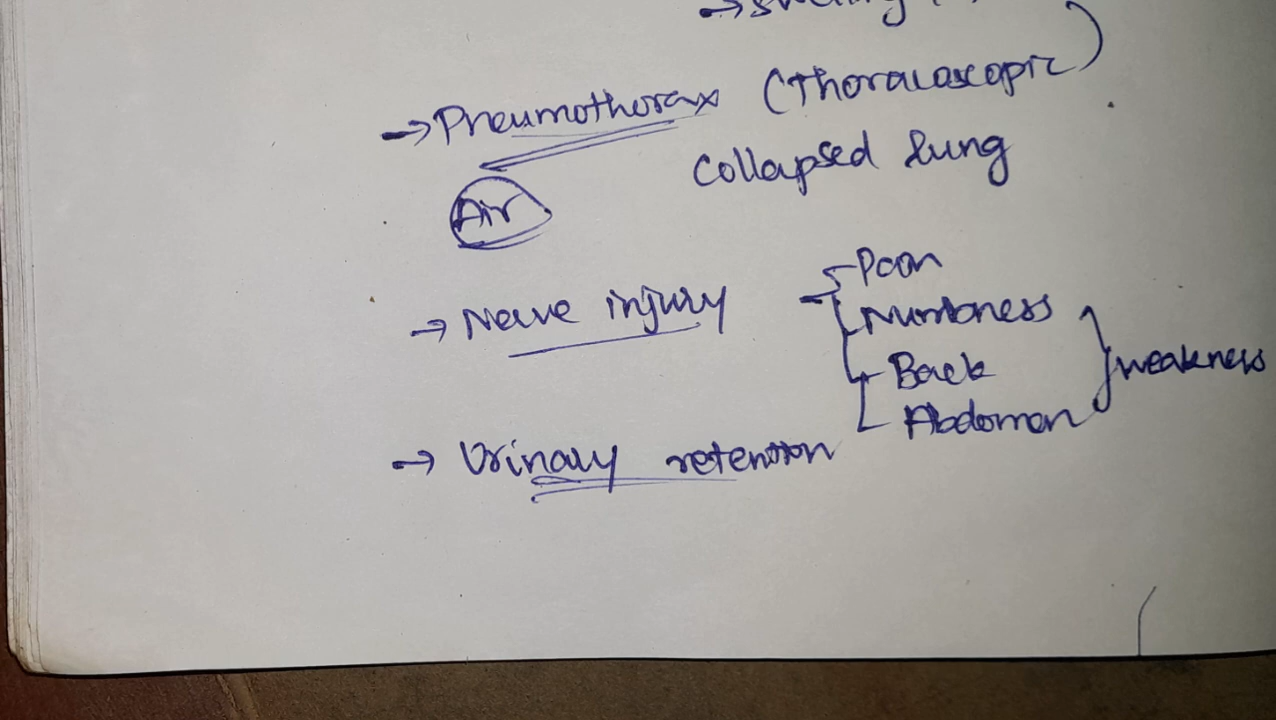 → Pneumothorax (Thoracoscopic)
Collapsed lung
Air
→ Nerve injury
Pain
Numbness
Back
Abdomen
weakness
→ Urinary retention